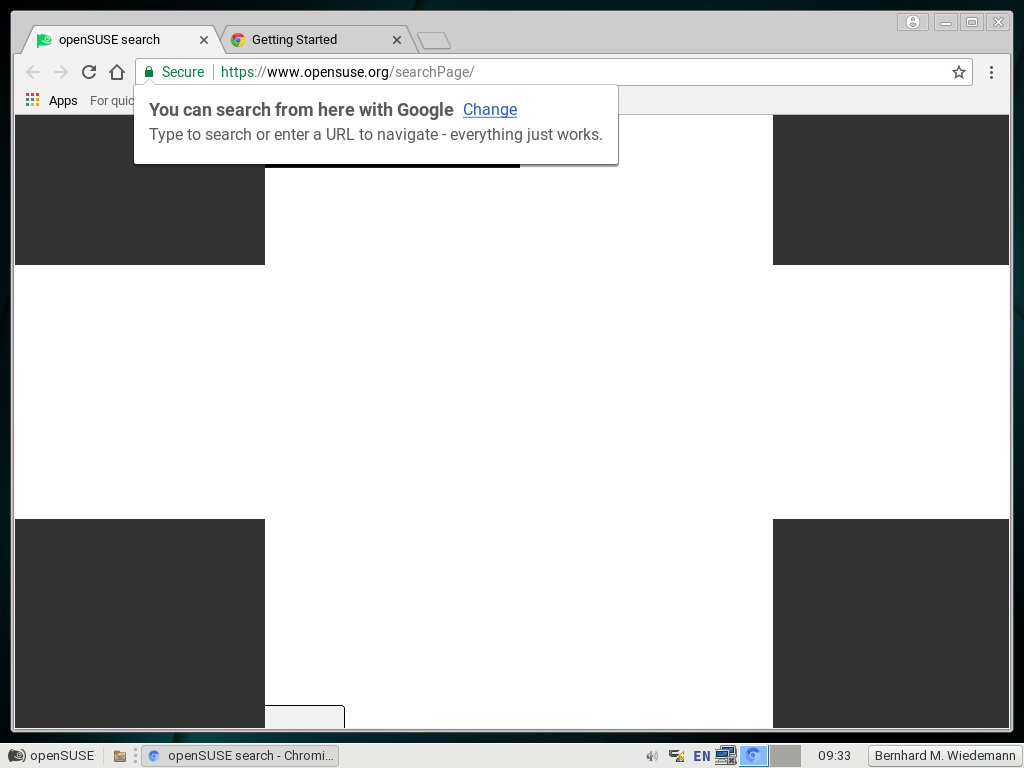 openSUSE search
Getting Started
Secure https://www.opensuse.org/searchPage/
Apps For quic
You can search from here with Google Change
Type to search or enter a URL to navigate - everything just works.
openSUSE openSUSE search - Chromi... EN 09:33 Bernhard M. Wiedemann